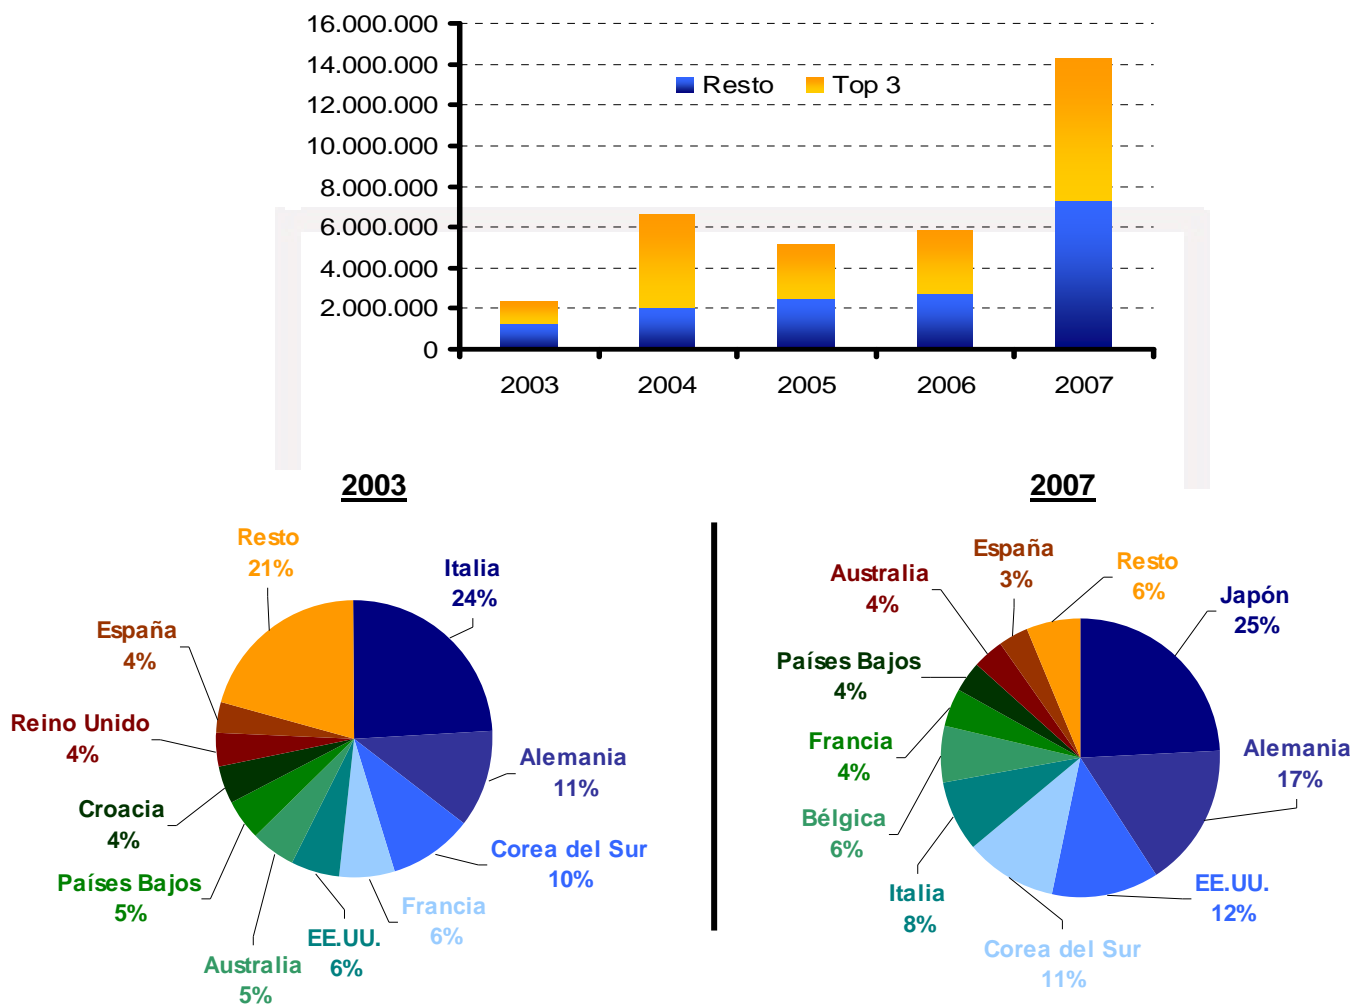 16.000.000
14.000.000
12.000.000
10.000.000
8.000.000
6.000.000
4.000.000
2.000.000
0
Resto Top 3
2003 2004 2005 2006 2007
2003
Resto
21%
Italia
24%
España
4%
Reino Unido
4%
Alemania
11%
Croacia
4%
Corea del Sur
10%
Países Bajos
5%
Francia
6%
EE.UU.
6%
Australia
5%
2007
España
3%
Resto
6%
Australia
4%
Japón
25%
Países Bajos
4%
Francia
4%
Alemania
17%
Bélgica
6%
EE.UU.
12%
Italia
8%
Corea del Sur
11%